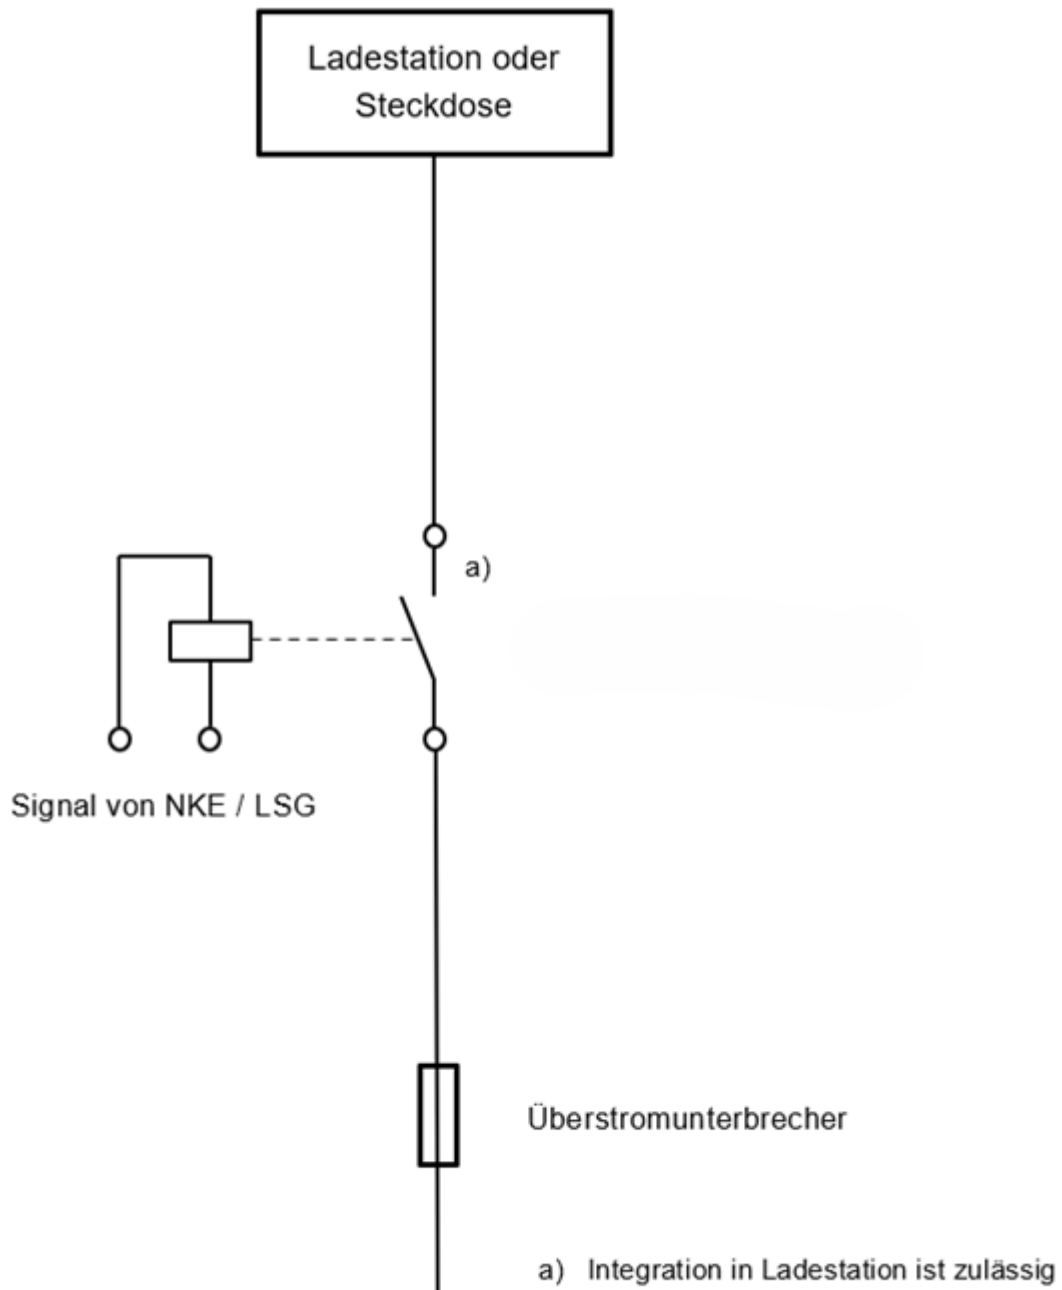 Ladestation oder
Steckdose
a)
Signal von NKE / LSG
Überstromunterbrecher
a) Integration in Ladestation ist zulässig